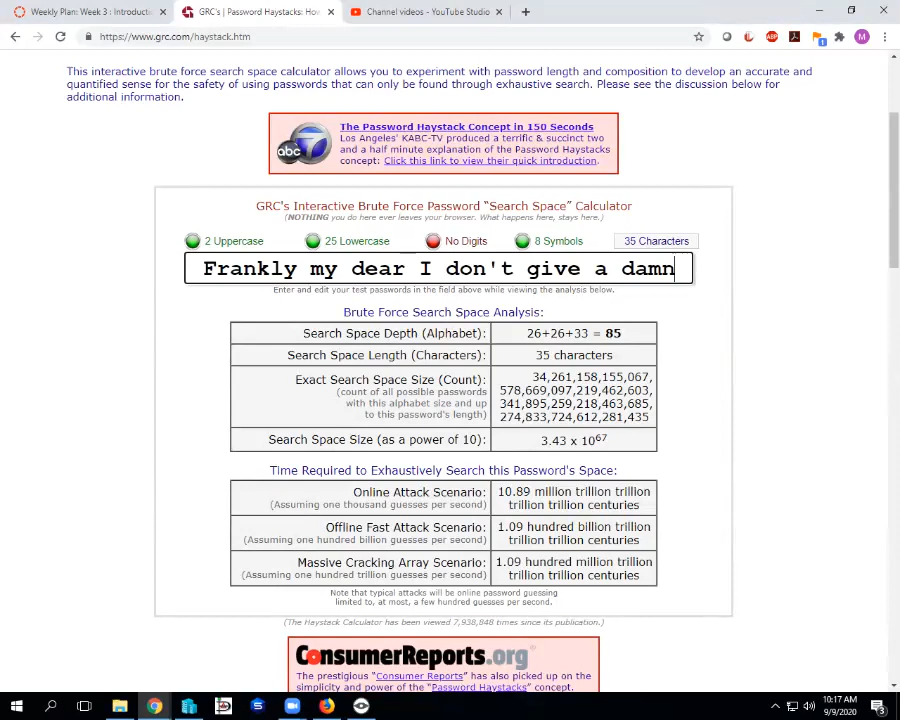 Weekly Plan: Week 3 : Introducti
GRC's | Password Haystacks: How
Channel videos - YouTube Studio
https://www.grc.com/haystack.htm
This interactive brute force search space calculator allows you to experiment with password length and composition to develop an accurate and
quantified sense for the safety of using passwords that can only be found through exhaustive search. Please see the discussion below for
additional information.
The Password Haystack Concept in 150 Seconds
Los Angeles' KABC-TV produced a terrific & succinct two
and a half minute explanation of the Password Haystacks
concept: Click this link to view their quick introduction.
abc 7
GRC's Interactive Brute Force Password “Search Space” Calculator
(NOTHING you do here ever leaves your browser. What happens here, stays here.)
2 Uppercase 25 Lowercase No Digits 8 Symbols 35 Characters
Frankly my dear I don't give a damn
Enter and edit your test passwords in the field above while viewing the analysis below.
Brute Force Search Space Analysis:
Search Space Depth (Alphabet): 26+26+33 = 85
Search Space Length (Characters): 35 characters
Exact Search Space Size (Count):
(count of all possible passwords
with this alphabet size and up
to this password's length)
34,261,158,155,067,
578,669,097,219,462,603,
341,895,259,218,463,685,
274,833,724,612,281,435
Search Space Size (as a power of 10): 3.43 x 10^67
Time Required to Exhaustively Search this Password's Space:
Online Attack Scenario:
(Assuming one thousand guesses per second)
10.89 million trillion trillion
trillion trillion centuries
Offline Fast Attack Scenario:
(Assuming one hundred billion guesses per second)
1.09 hundred billion trillion
trillion trillion centuries
Massive Cracking Array Scenario:
(Assuming one hundred trillion guesses per second)
1.09 hundred million trillion
trillion trillion centuries
Note that typical attacks will be online password guessing
limited to, at most, a few hundred guesses per second.
(The Haystack Calculator has been viewed 7,938,848 times since its publication.)
ConsumerReports.org
The prestigious "Consumer Reports" has also picked up on the
simplicity and power of the "Password Haystacks" concept.
10:17 AM
9/9/2020